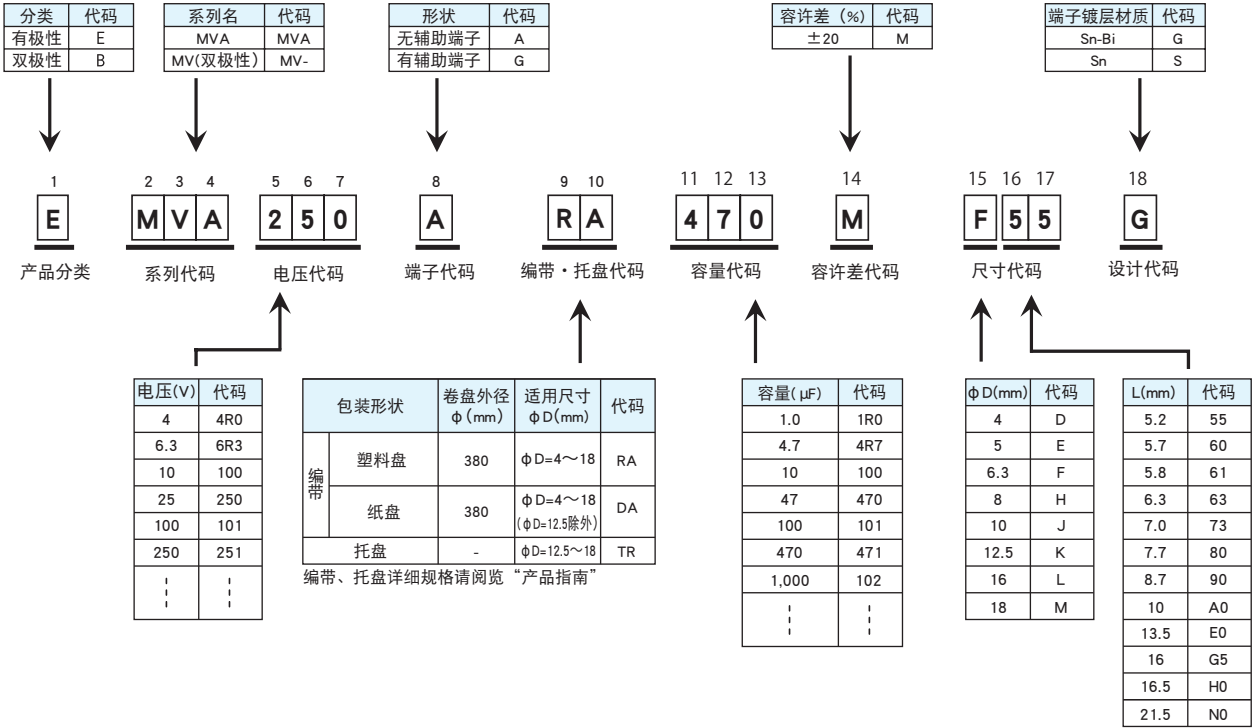 分类 代码
有极性 E
双极性 B
系列名 代码
MVA MVA
MV(双极性) MV-
形状 代码
无辅助端子 A
有辅助端子 G
容许差 (%) 代码
±20 M
端子镀层材质 代码
Sn-Bi G
Sn S
1 2 3 4 5 6 7 8 9 10 11 12 13 14 15 16 17 18
E M V A 2 5 0 A R A 4 7 0 M F 5 5 G
产品分类 系列代码 电压代码 端子代码 编带・托盘代码 容量代码 容许差代码 尺寸代码 设计代码
电压(V) 代码
4 4R0
6.3 6R3
10 100
25 250
100 101
250 251
包装形状 卷盘外径 φ(mm) 适用尺寸 φD(mm) 代码
编带 塑料盘 380 φD=4～18 RA
纸盘 380 φD=4～18 (φD=12.5除外) DA
托盘 - φD=12.5～18 TR
编带、托盘详细规格请阅览“产品指南”
容量(μF) 代码
1.0 1R0
4.7 4R7
10 100
47 470
100 101
470 471
1,000 102
φD(mm) 代码
4 D
5 E
6.3 F
8 H
10 J
12.5 K
16 L
18 M
L(mm) 代码
5.2 55
5.7 60
5.8 61
6.3 63
7.0 73
7.7 80
8.7 90
10 A0
13.5 E0
16 G5
16.5 H0
21.5 N0